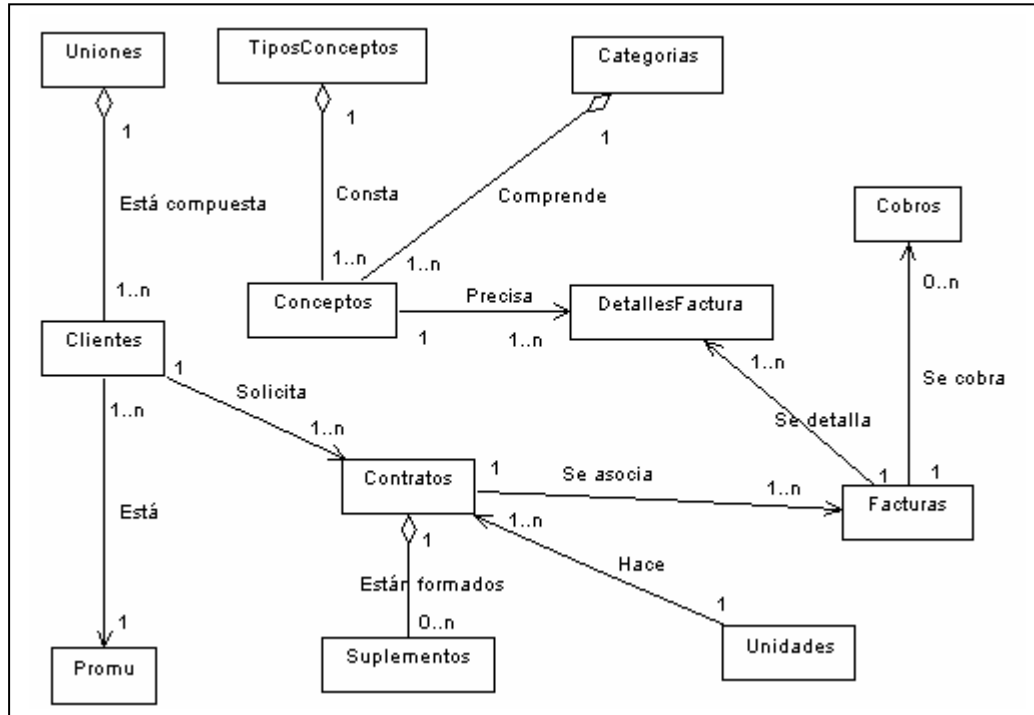 Uniones
TiposConceptos
Categorias
1
1
1
Está compuesta
Consta
Comprende
Cobros
1..n
1..n
1..n
0..n
Conceptos
Precisa
DetallesFactura
1
1..n
Clientes
1
1..n
1..n
Solicita
Se cobra
1..n
Se detalla
Contratos
1
Se asocia
1..n
1
1
Facturas
1..n
Está
1
Hace
Están formados
1
1
0..n
Promu
Suplementos
Unidades